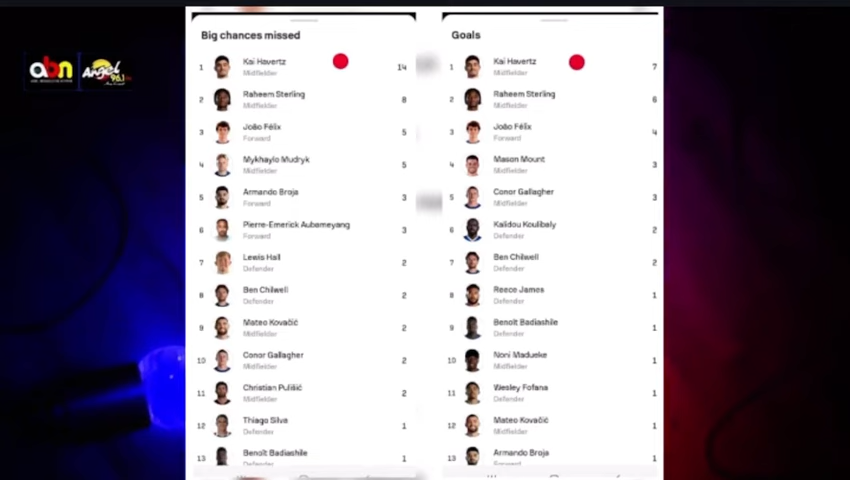 abn
Angel
96.1
Big chances missed
1
Kai Havertz
14
Midfielder
2
Raheem Sterling
8
Midfielder
3
João Félix
5
Forward
4
Mykhaylo Mudryk
5
Midfielder
5
Armando Broja
3
Forward
6
Pierre-Emerick Aubameyang
3
Forward
7
Lewis Hall
2
Defender
8
Ben Chilwell
2
Defender
9
Mateo Kovačić
2
Midfielder
10
Conor Gallagher
2
Midfielder
11
Christian Pulišić
2
Midfielder
12
Thiago Silva
1
Defender
13
Benoît Badiashile
1
Defender
Goals
1
Kai Havertz
7
Midfielder
2
Raheem Sterling
6
Midfielder
3
João Félix
4
Forward
4
Mason Mount
3
Midfielder
5
Conor Gallagher
3
Midfielder
6
Kalidou Koulibaly
2
Defender
7
Ben Chilwell
2
Defender
8
Reece James
1
Defender
9
Benoît Badiashile
1
Defender
10
Noni Madueke
1
Midfielder
11
Wesley Fofana
1
Defender
12
Mateo Kovačić
1
Midfielder
13
Armando Broja
1
Forward